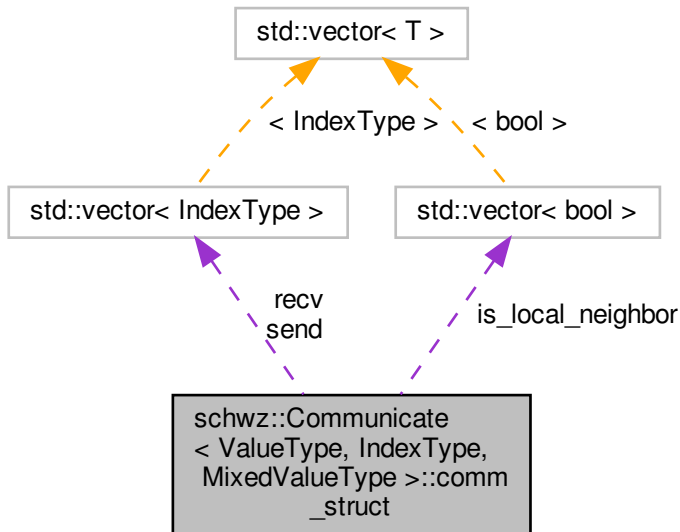 std::vector< T >
< IndexType >
< bool >
std::vector< IndexType >
std::vector< bool >
recv
send
is_local_neighbor
schwz::Communicate
< ValueType, IndexType,
MixedValueType >::comm
_struct